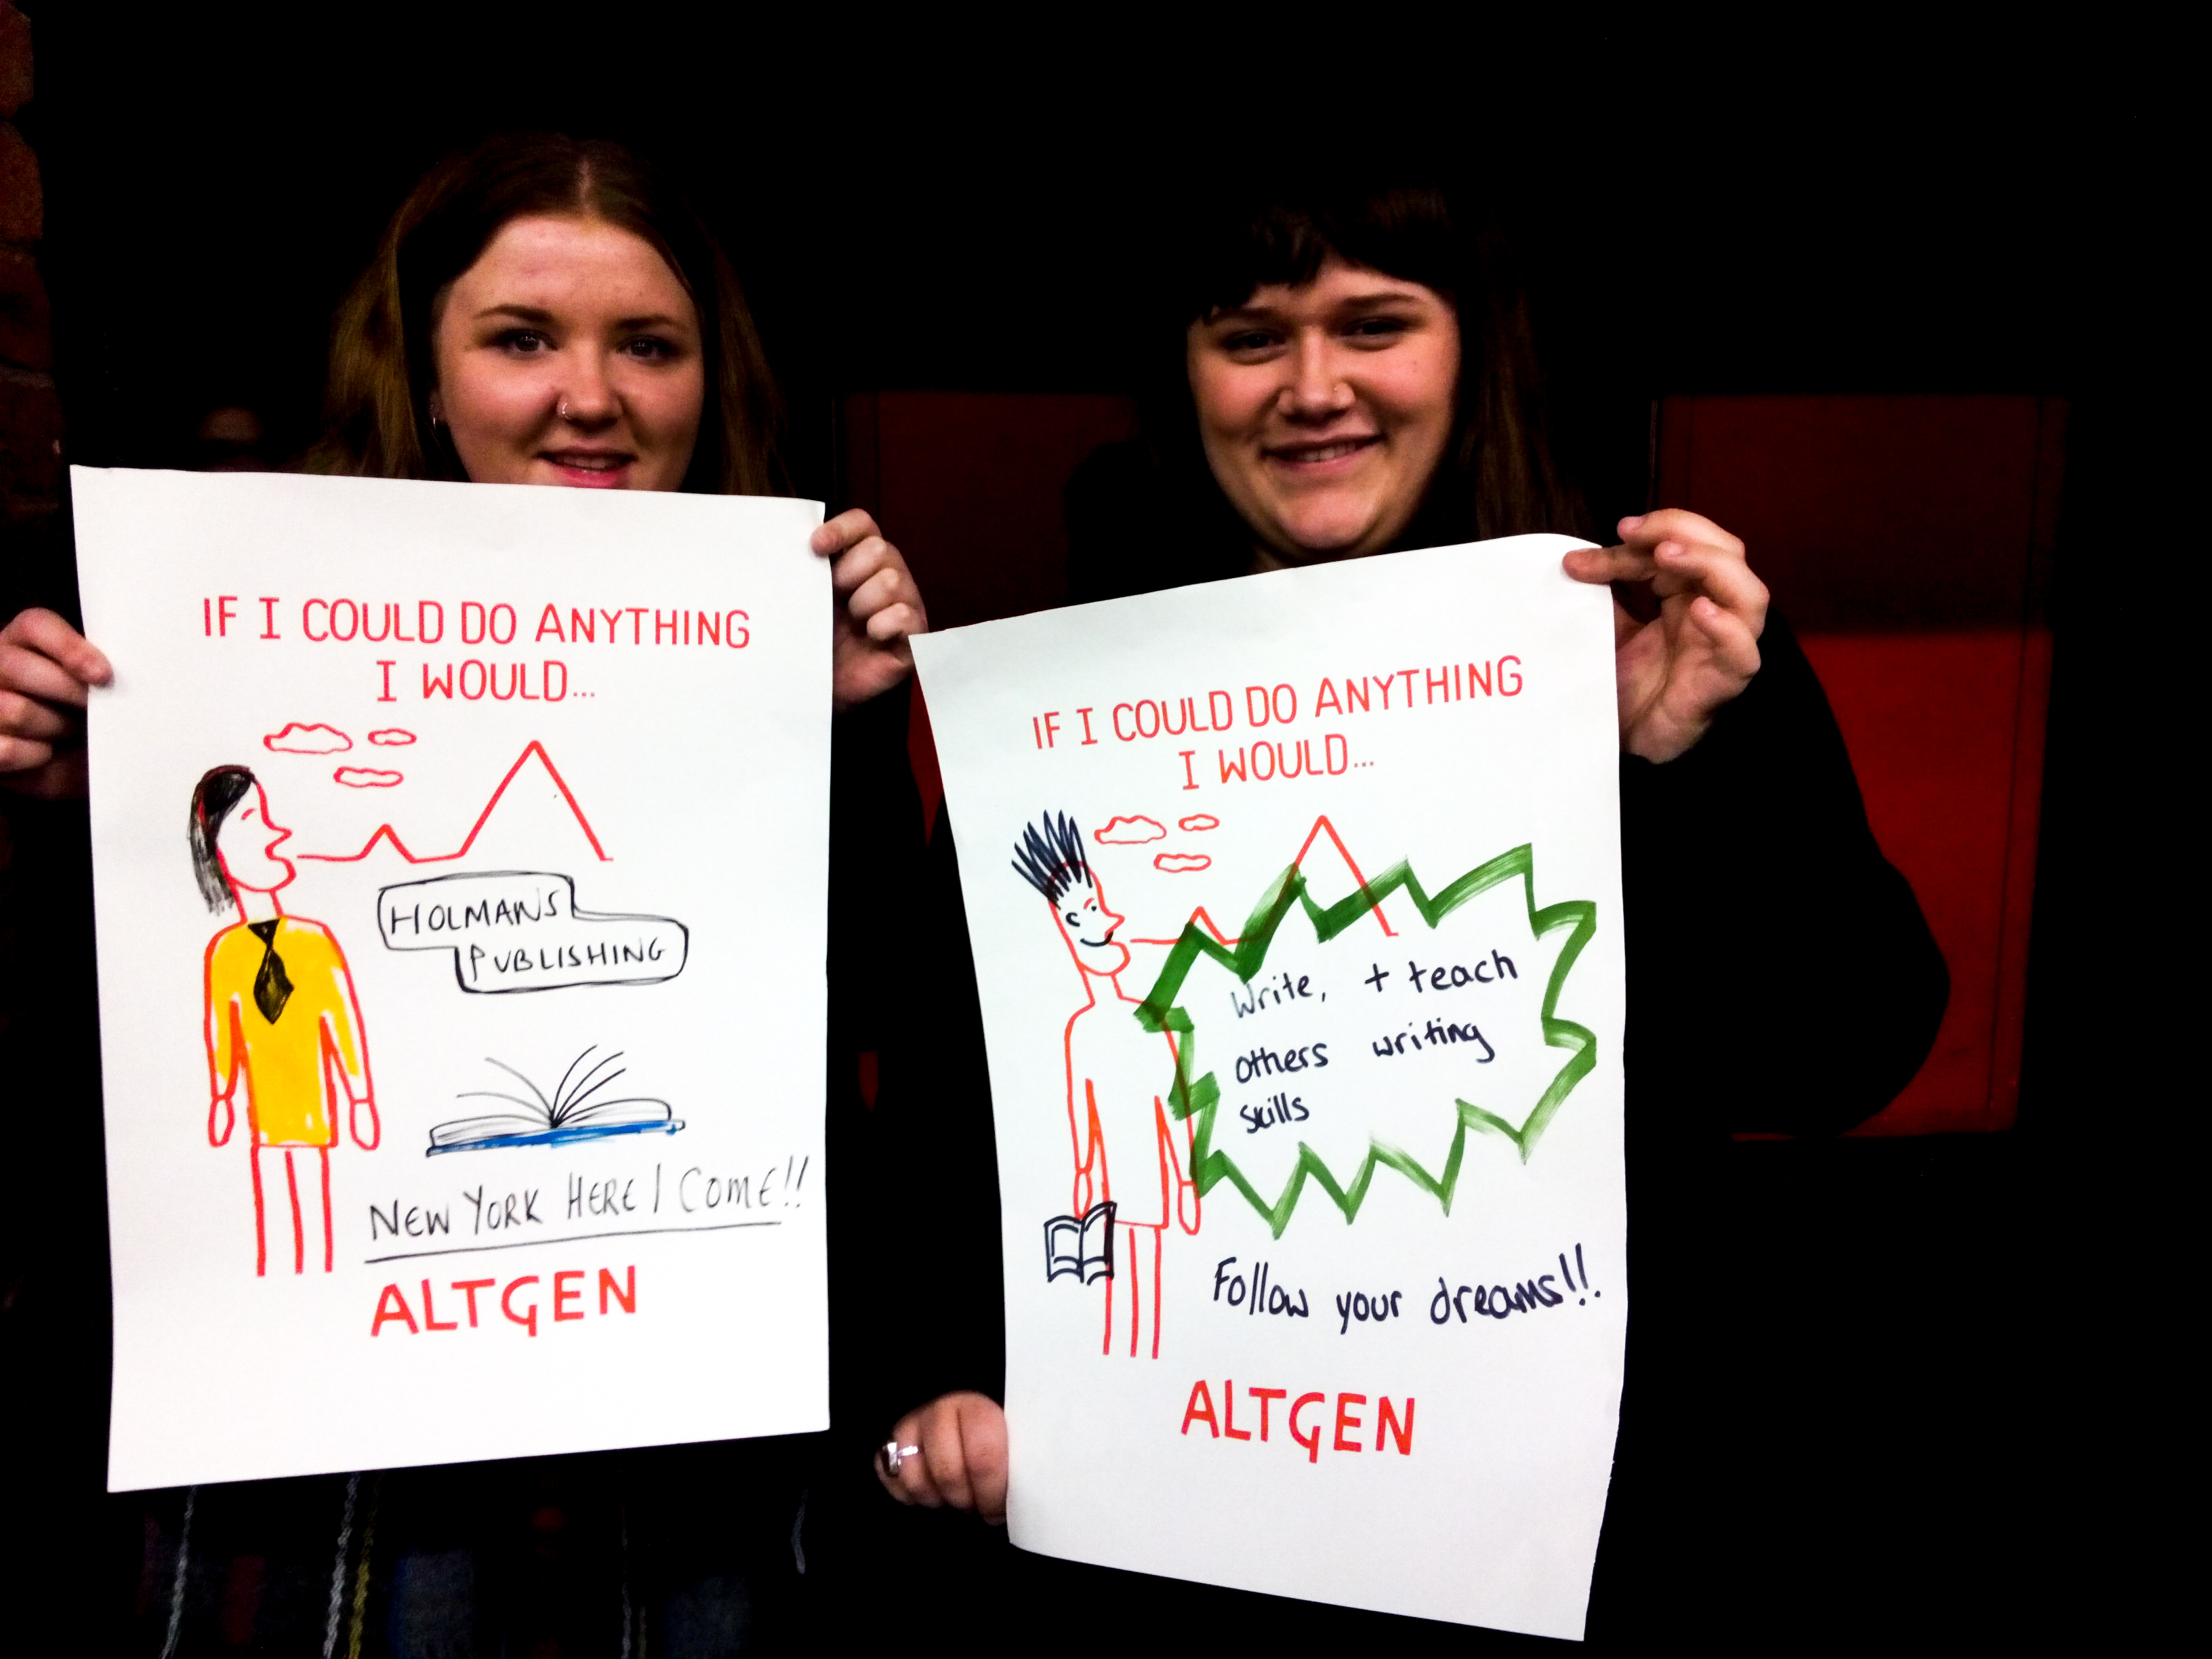 IF I COULD DO ANYTHING
I WOULD...
HOLMANS
PUBLISHING
NEW YORK HERE I COME!!
ALTGEN
IF I COULD DO ANYTHING
I WOULD...
Write, + teach
others writing
skills
Follow your dreams!!.
ALTGEN